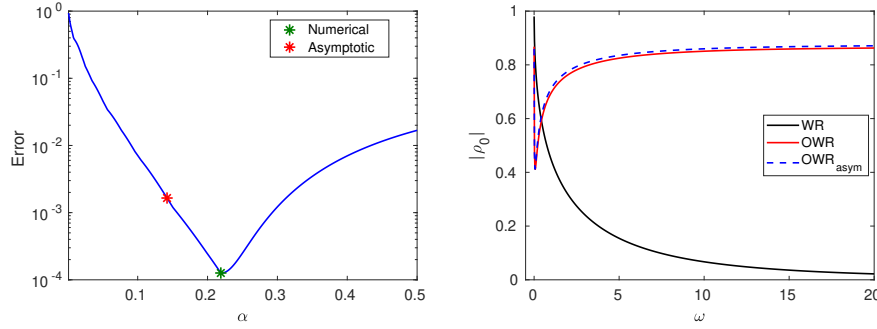 10^0
10^{-1}
10^{-2}
10^{-3}
10^{-4}
Error
0.1 0.2 0.3 0.4 0.5
α
Numerical
Asymptotic
1
0.8
0.6
0.4
0.2
0
|ρ_0|
0 5 10 15 20
ω
WR
OWR
OWR_{asym}